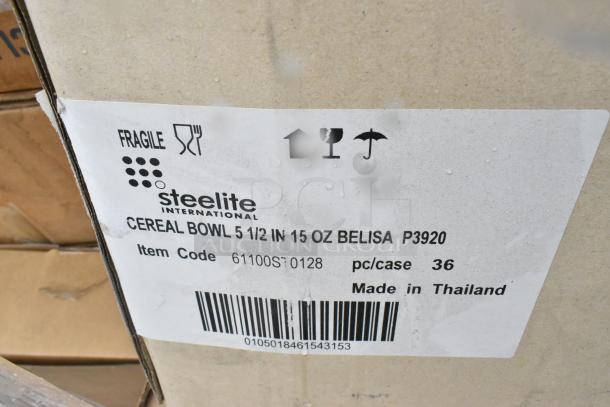 FRAGILE
steelite
INTERNATIONAL
CEREAL BOWL 5 1/2 IN 15 OZ BELISA P3920
Item Code 61100ST0128 pc/case 36
Made in Thailand
0105018461543153